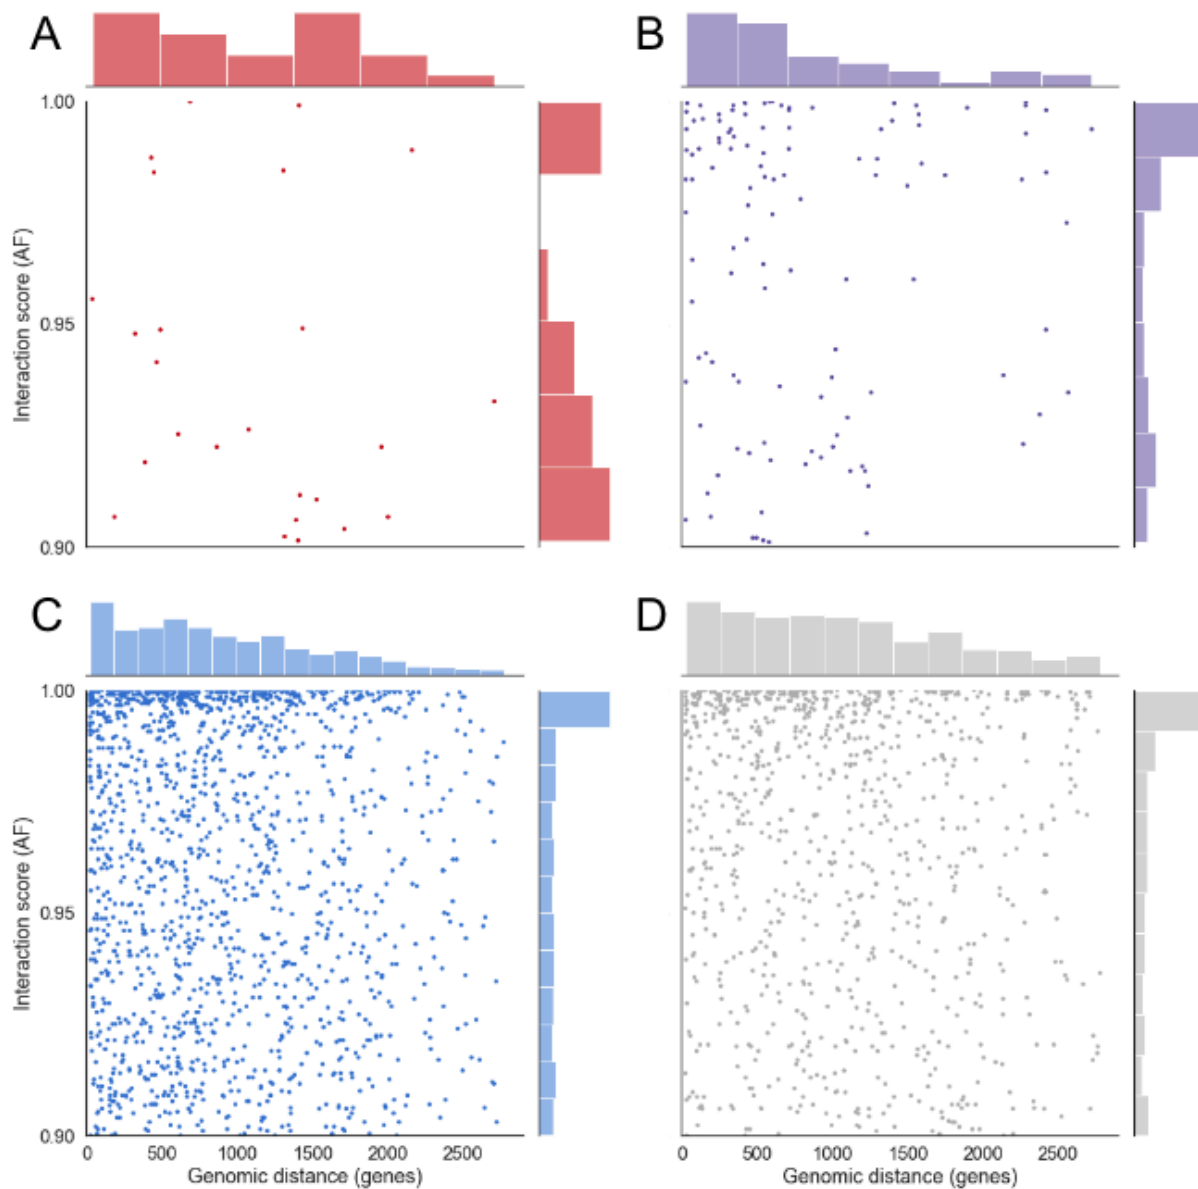 A
B
1.00
0.95
0.90
Interaction score (AF)
C
D
1.00
0.95
0.90
Interaction score (AF)
0 500 1000 1500 2000 2500
0 500 1000 1500 2000 2500
Genomic distance (genes)
Genomic distance (genes)